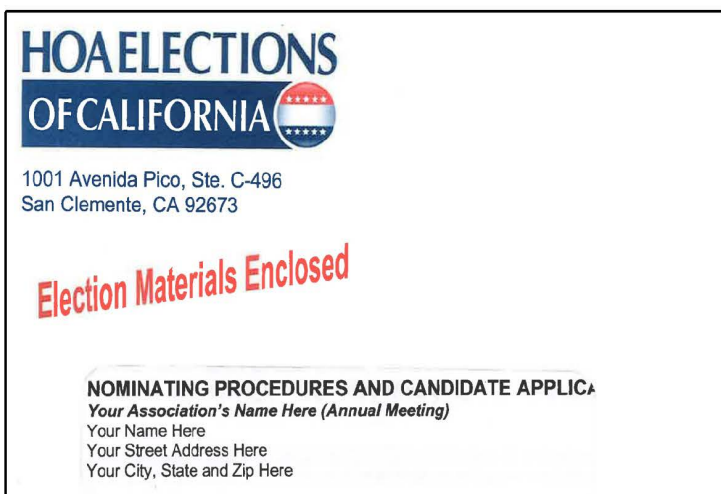 HOA ELECTIONS
OF CALIFORNIA
1001 Avenida Pico, Ste. C-496
San Clemente, CA 92673
Election Materials Enclosed
NOMINATING PROCEDURES AND CANDIDATE
Your Association's Name Here (Annual Meeting)
Your Name Here
Your Street Address Here
Your City, State and Zip Here